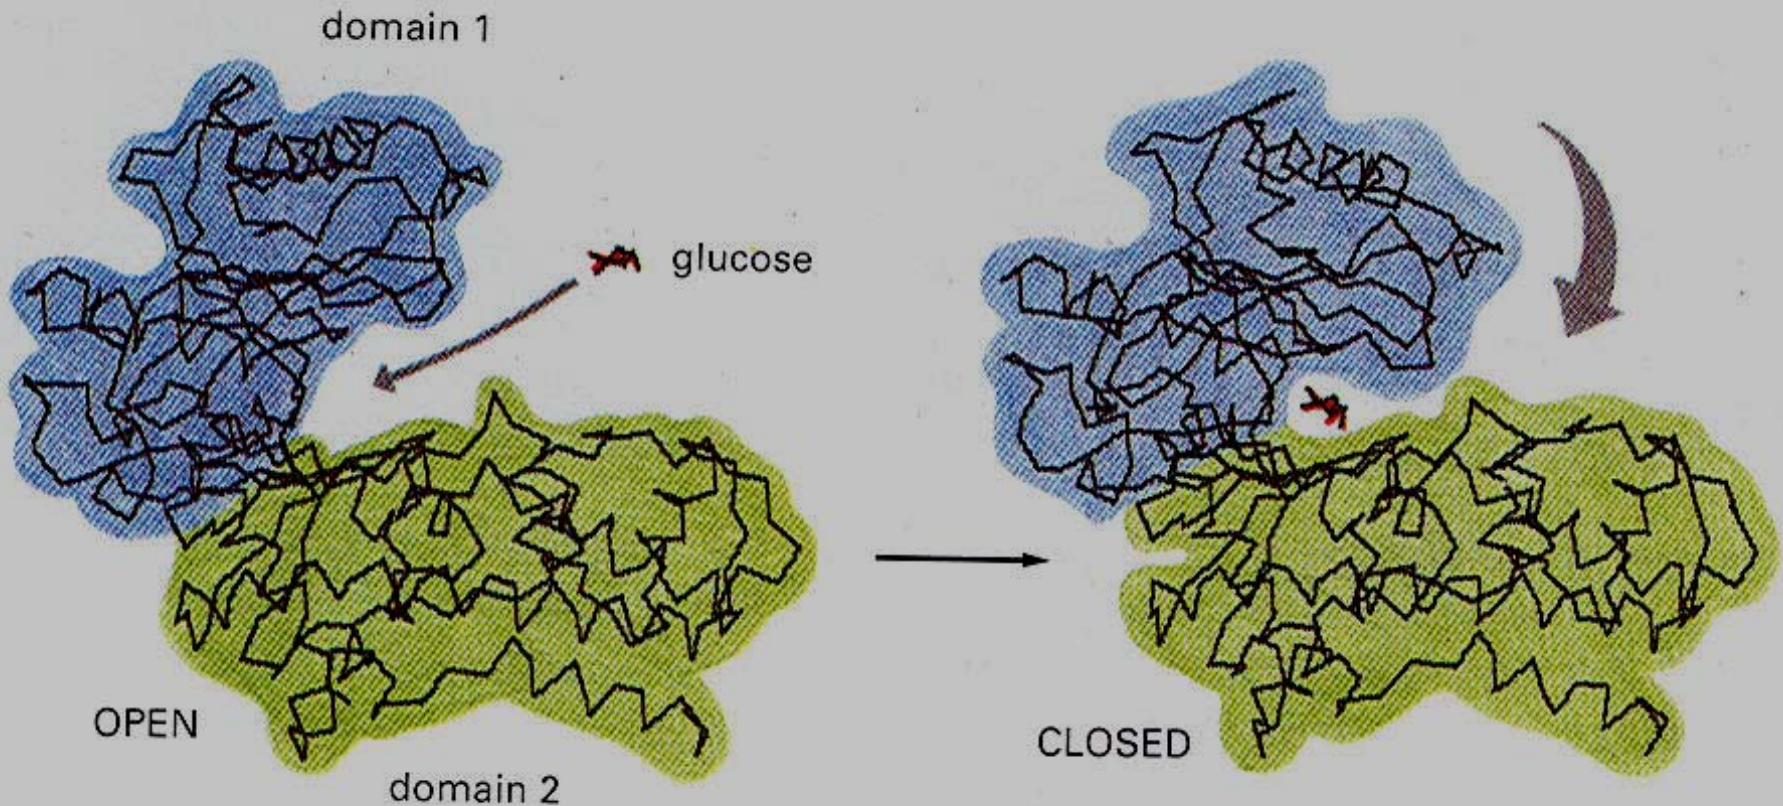 domain 1
glucose
OPEN
domain 2
CLOSED